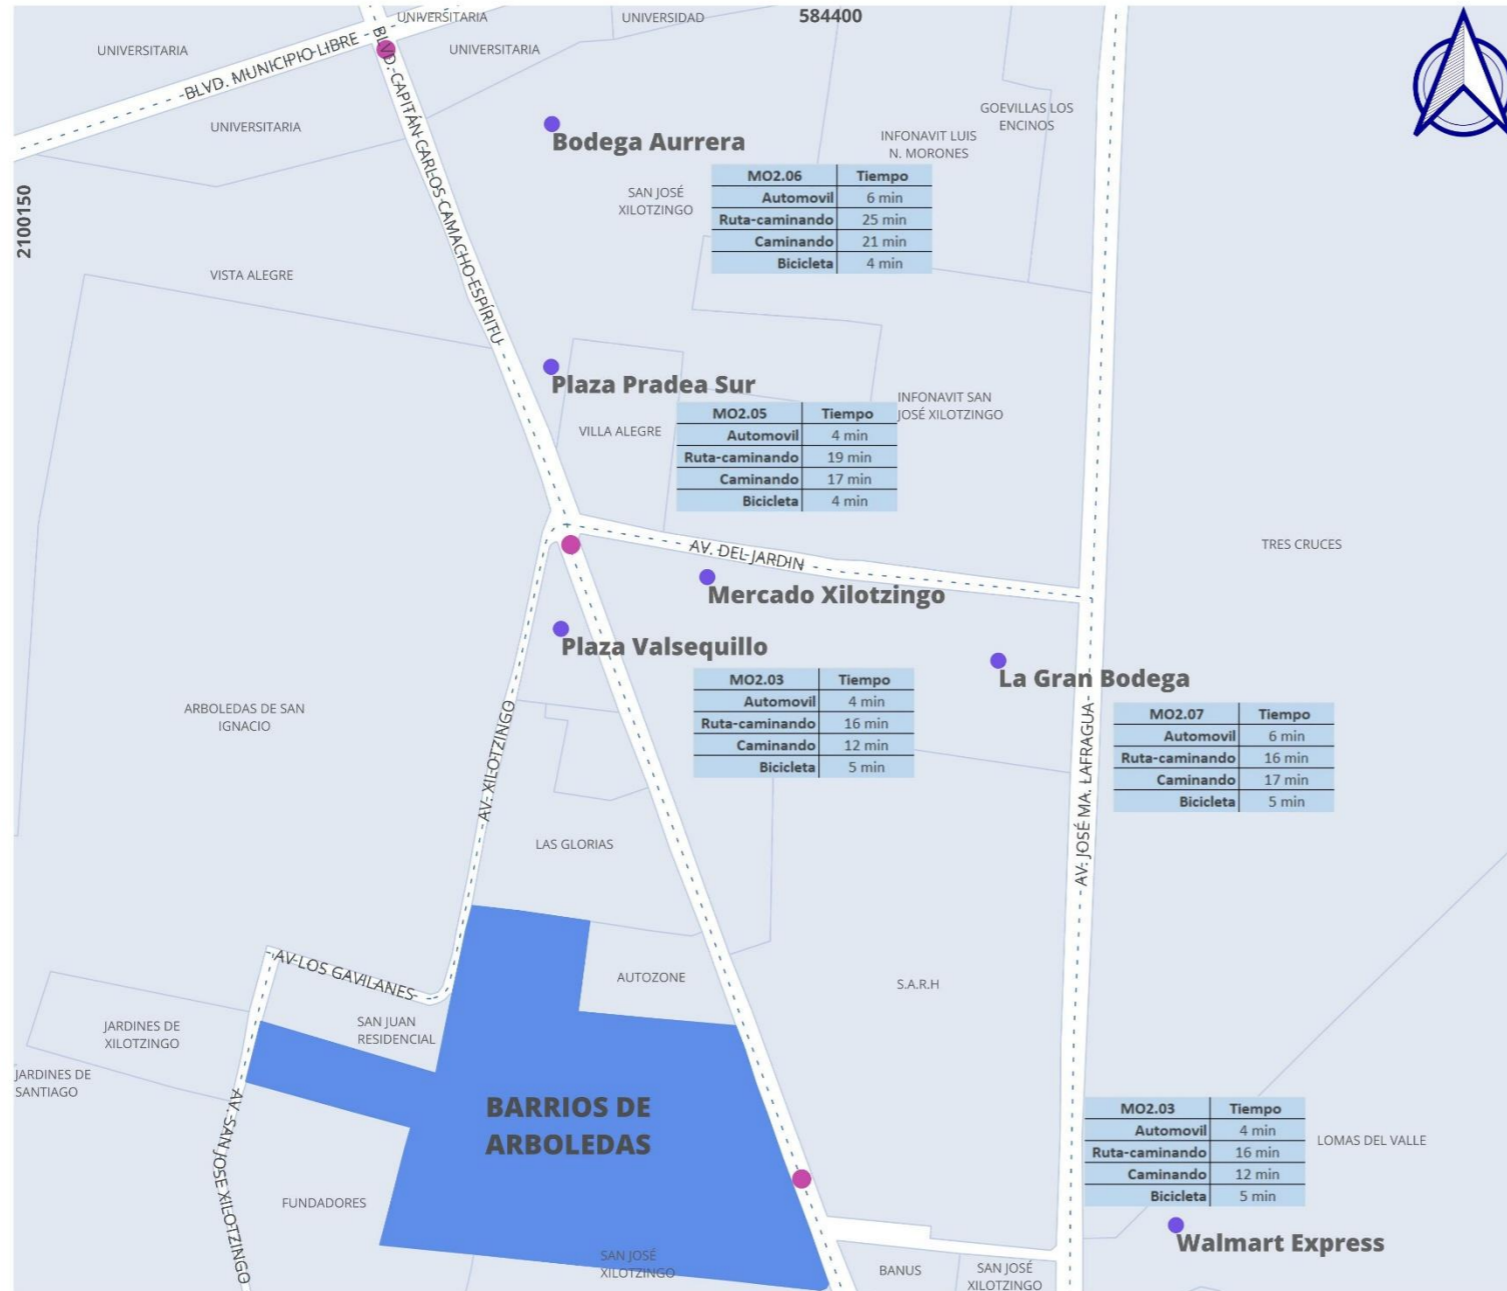 UNIVERSITARIA
UNIVERSIDAD
584400
UNIVERSITARIA
UNIVERSITARIA
BLVD. MUNICIPIO LIBRE
BLVD. CAPITÁN CARLOS CAMACHO ESPÍRITU
UNIVERSITARIA
GOEVILLAS LOS
ENCINOS
INFONAVIT LUIS
N. MORONES
Bodega Aurrera
SAN JOSÉ
XILOTZINGO
MO2.06 Tiempo
Automovil 6 min
Ruta-caminando 25 min
Caminando 21 min
Bicicleta 4 min
2100150
VISTA ALEGRE
Plaza Pradea Sur
INFONAVIT SAN
JOSÉ XILOTZINGO
VILLA ALEGRE
MO2.05 Tiempo
Automovil 4 min
Ruta-caminando 19 min
Caminando 17 min
Bicicleta 4 min
AV. DEL JARDIN
TRES CRUCES
Mercado Xilotzingo
Plaza Valsequillo
La Gran Bodega
MO2.03 Tiempo
Automovil 4 min
Ruta-caminando 16 min
Caminando 12 min
Bicicleta 5 min
MO2.07 Tiempo
Automovil 6 min
Ruta-caminando 16 min
Caminando 17 min
Bicicleta 5 min
ARBOLEDAS DE SAN
IGNACIO
AV. XILOTZINGO
AV. JOSÉ MA. LAFRAGUA
LAS GLORIAS
AV LOS GAVILANES
AUTOZONE
S.A.R.H
JARDINES DE
XILOTZINGO
SAN JUAN
RESIDENCIAL
JARDINES DE
SANTIAGO
AV. SAN JOSE XILOTZINGO
BARRIOS DE
ARBOLEDAS
MO2.03 Tiempo
Automovil 4 min
Ruta-caminando 16 min
Caminando 12 min
Bicicleta 5 min
LOMAS DEL VALLE
FUNDADORES
Walmart Express
SAN JOSÉ
XILOTZINGO
BANUS
SAN JOSÉ
XILOTZINGO